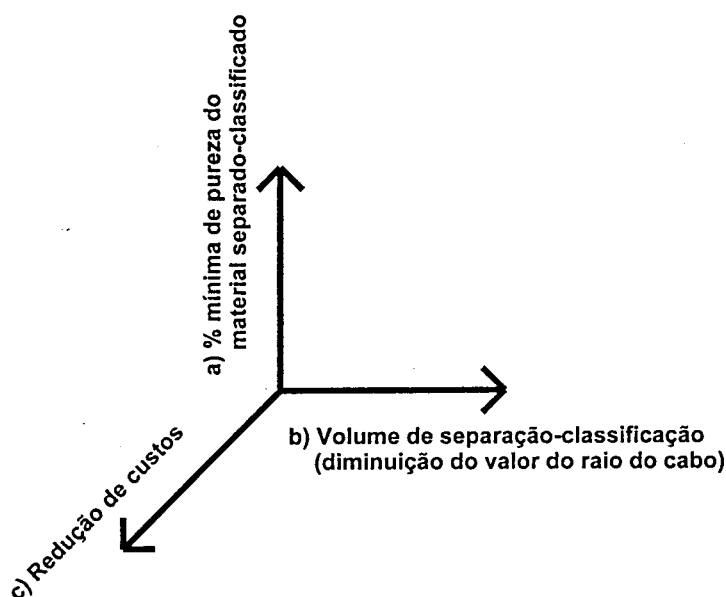 a) % mínima de pureza do
material separado-classificado
b) Volume de separação-classificação
(diminuição do valor do raio do cabo)
c) Redução de custos